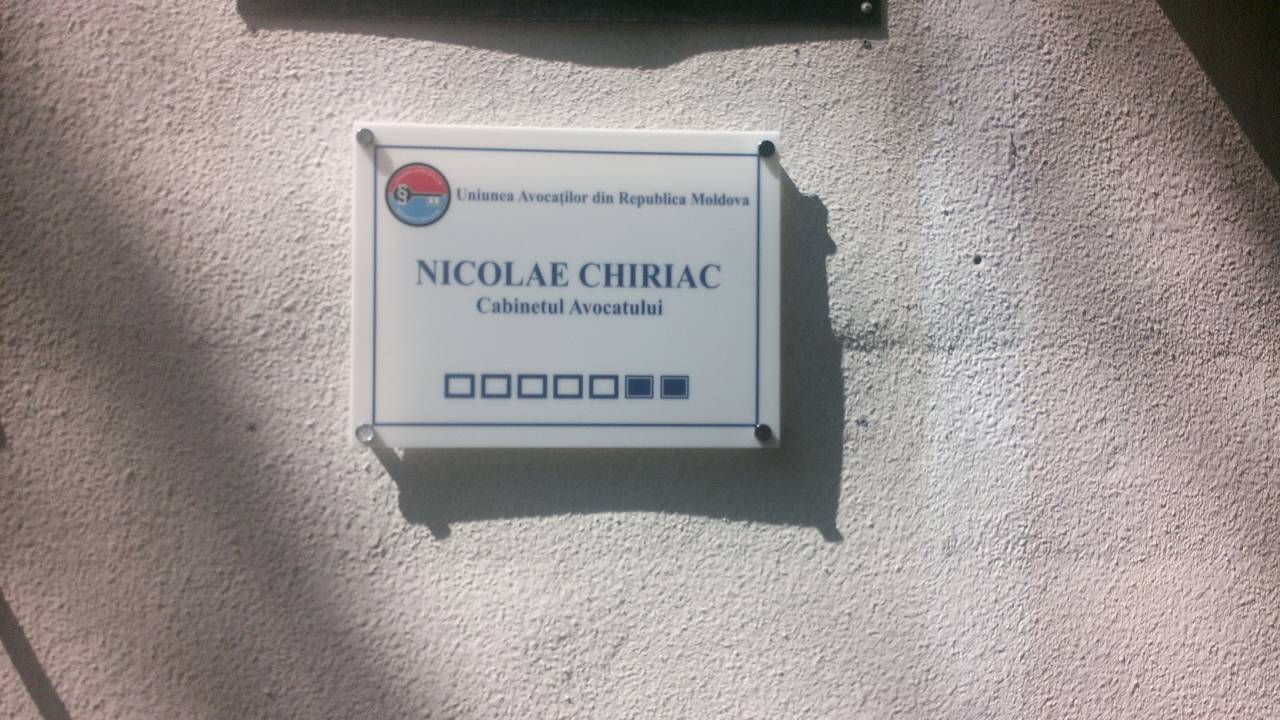 Uniunea Avocaților din Republica Moldova
NICOLAE CHIRIAC
Cabinetul Avocatului